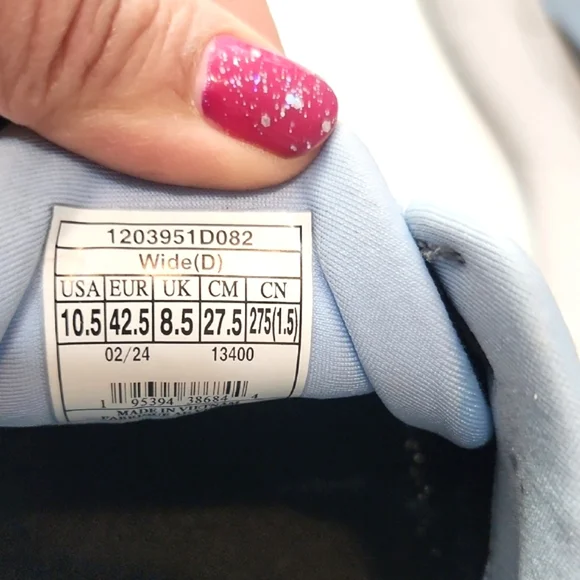 1203951D082
Wide(D)
USA EUR UK CM CN
10.5 42.5 8.5 27.5 275(1.5)
02/24 13400
1 95394 38684 4
MADE IN VIETNAM